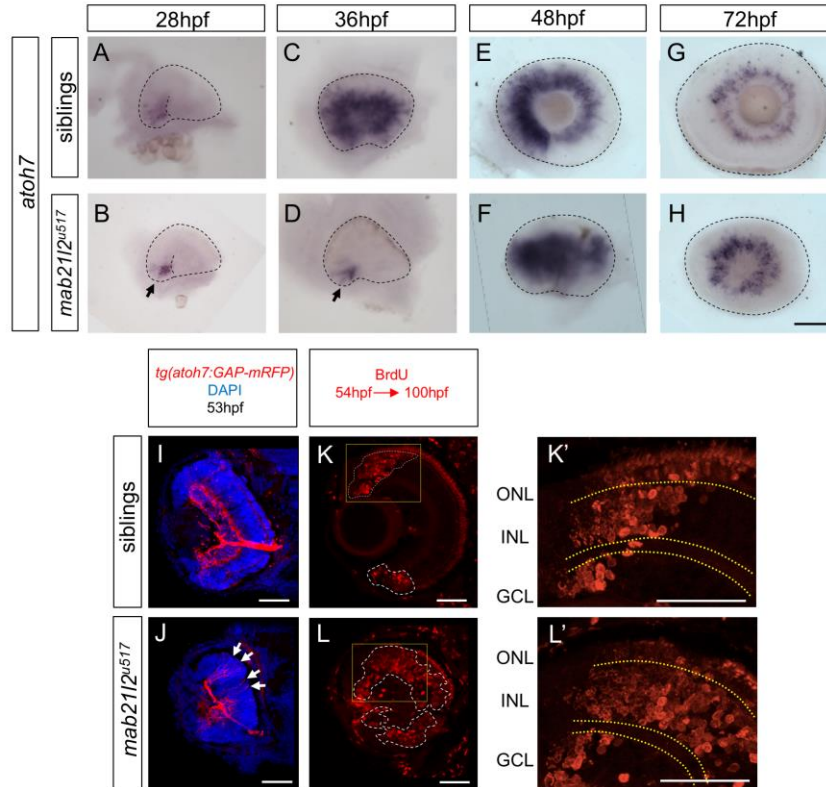 28hpf
36hpf
48hpf
72hpf
atoh7
siblings
A
C
E
G
mab21l2u517
B
D
F
H
tg(atoh7:GAP-mRFP)
DAPI
53hpf
BrdU
54hpf → 100hpf
siblings
I
K
K’
ONL
INL
GCL
mab21l2u517
J
L
L’
ONL
INL
GCL